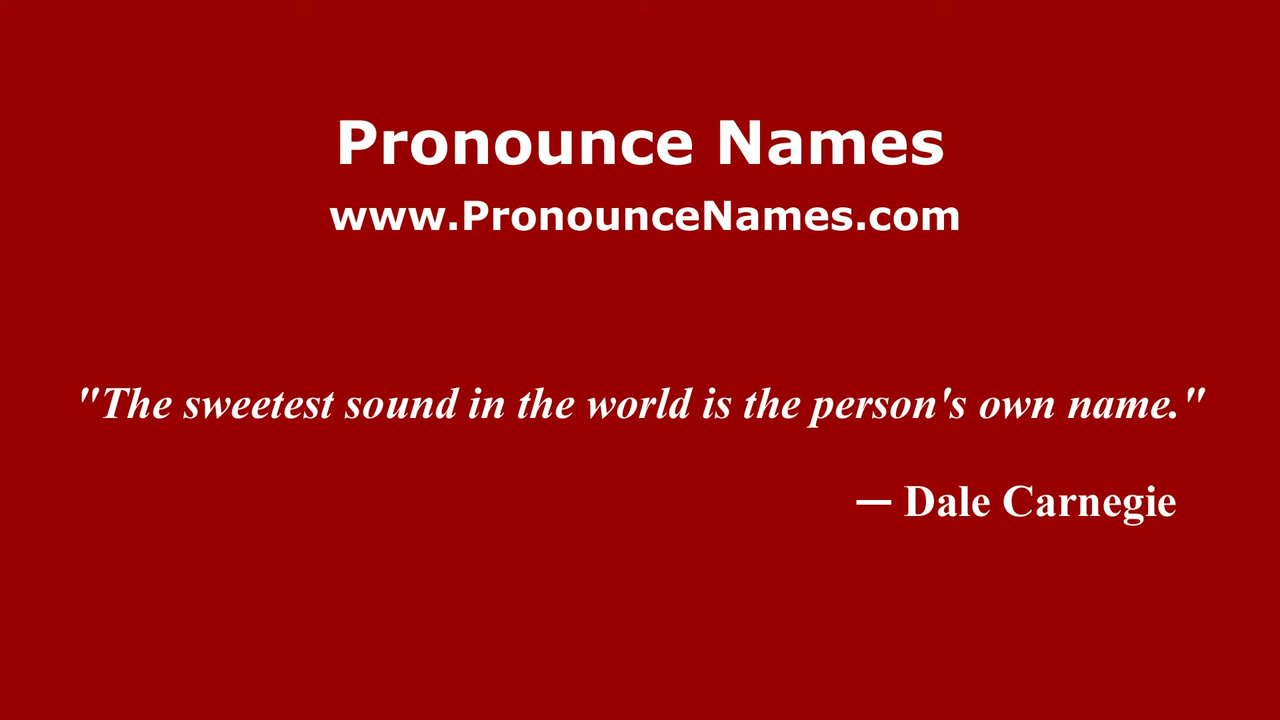 Pronounce Names
www.PronounceNames.com
"The sweetest sound in the world is the person's own name."
— Dale Carnegie